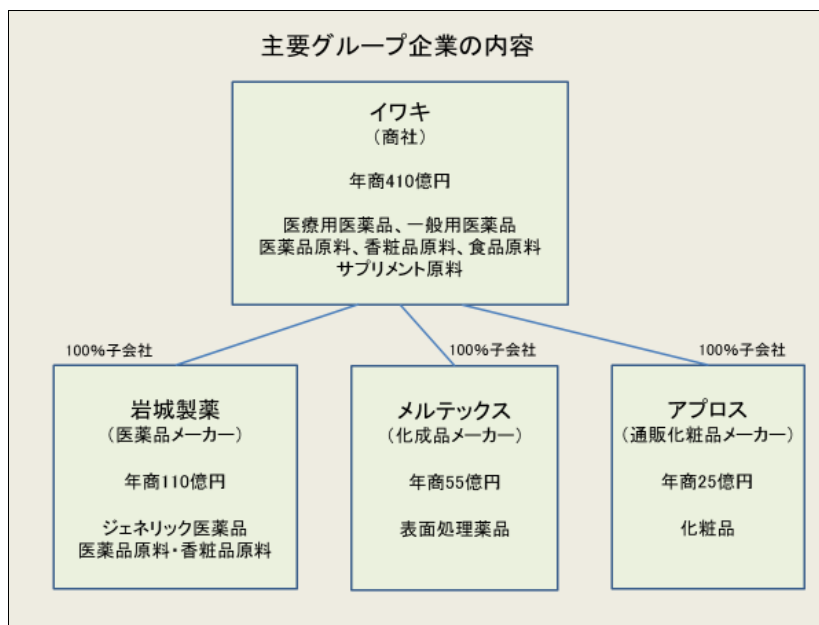 主要グループ企業の内容
イワキ
（商社）
年商410億円
医療用医薬品、一般用医薬品
医薬品原料、香粧品原料、食品原料
サプリメント原料
100％子会社
岩城製薬
（医薬品メーカー）
年商110億円
ジェネリック医薬品
医薬品原料・香粧品原料
100％子会社
メルテックス
（化成品メーカー）
年商55億円
表面処理薬品
100％子会社
アプロス
（通販化粧品メーカー）
年商25億円
化粧品